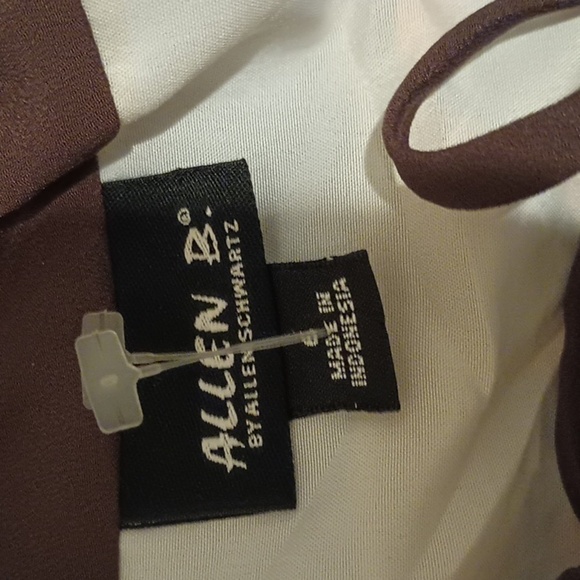 ALLEN B.®
BY ALLEN SCHWARTZ
MADE IN
INDONESIA